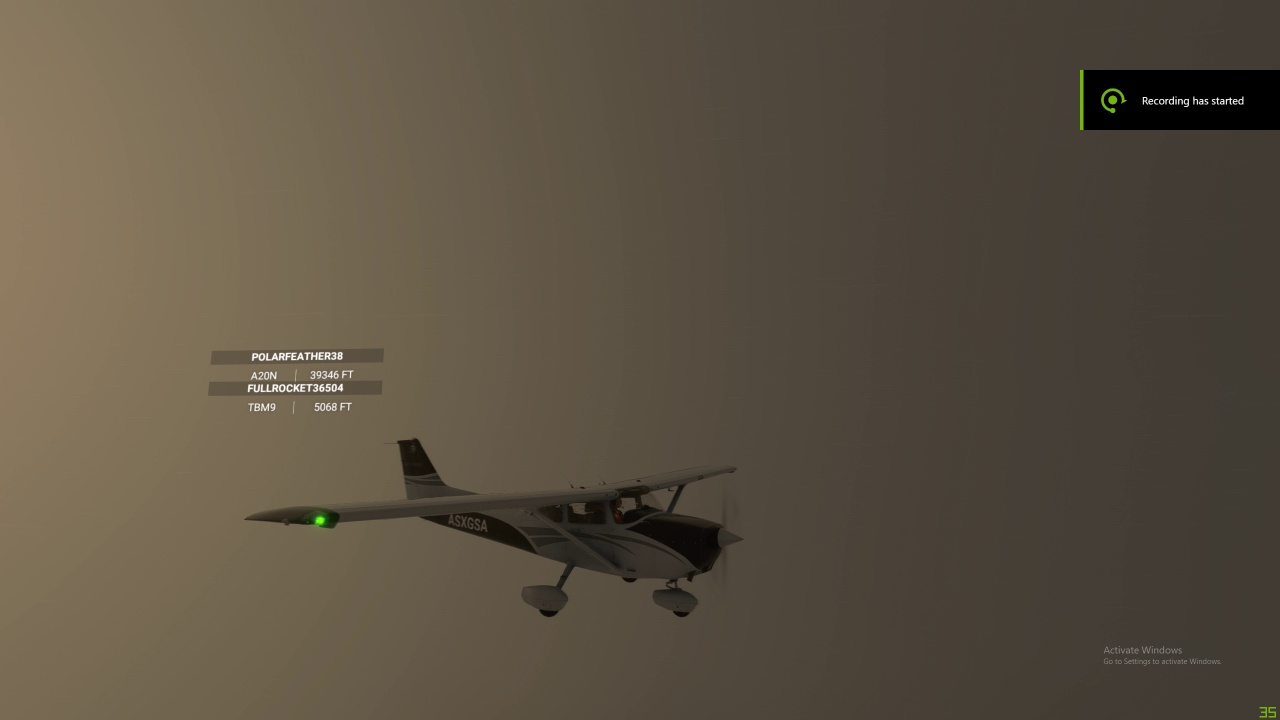 Recording has started
POLARFEATHER38
A20N | 39346 FT
FULLROCKET36504
TBM9 | 5068 FT
ASXGSA
Activate Windows
Go to Settings to activate Windows.
35